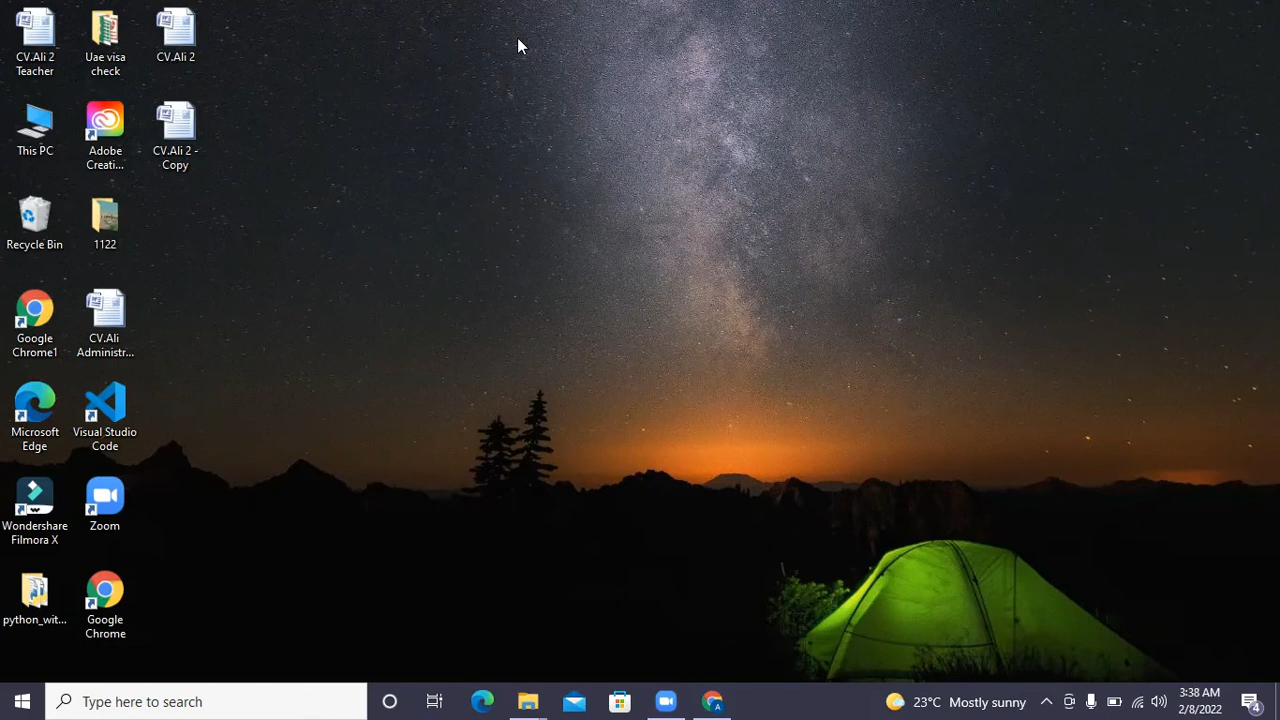 CV.Ali 2
Teacher
Uae visa
check
CV.Ali 2
This PC
Adobe
Creati...
CV.Ali 2 -
Copy
Recycle Bin
1122
Google
Chrome1
CV.Ali
Administr...
Microsoft
Edge
Visual Studio
Code
Wondershare
Filmora X
Zoom
python_wit...
Google
Chrome
Type here to search
23°C Mostly sunny
3:38 AM
2/8/2022
4